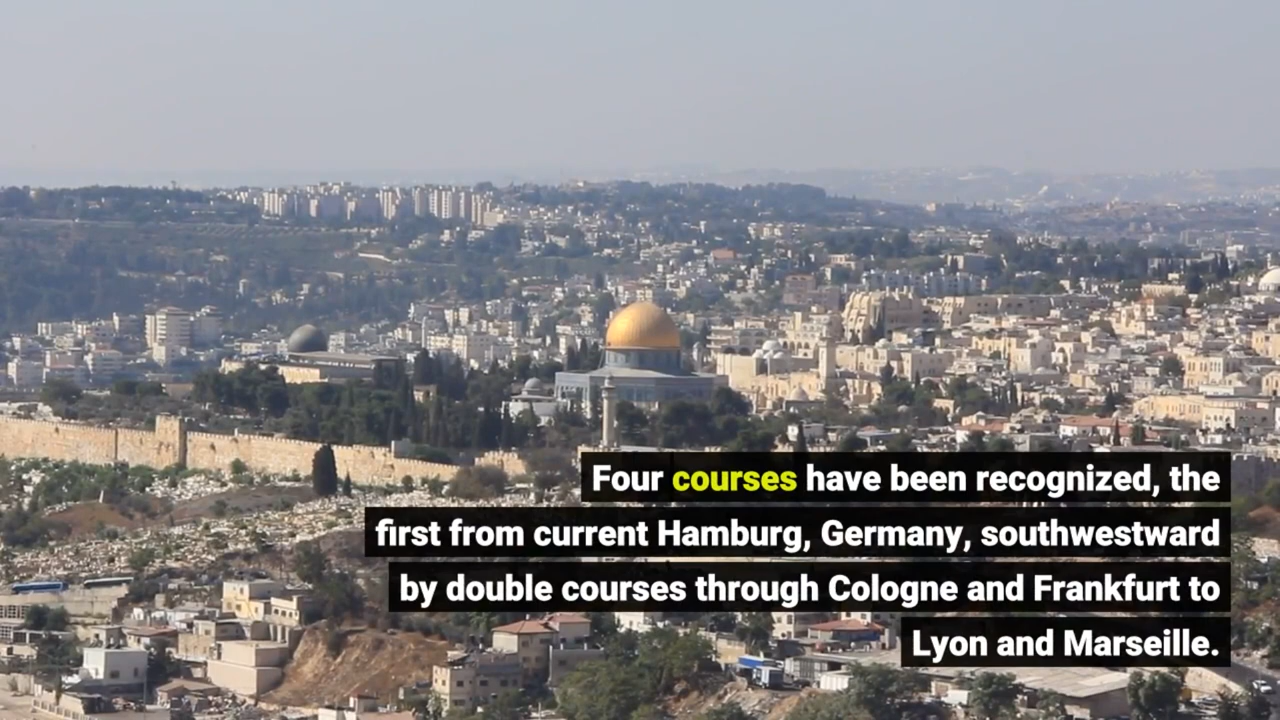 Four courses have been recognized, the
first from current Hamburg, Germany, southwestward
by double courses through Cologne and Frankfurt to
Lyon and Marseille.